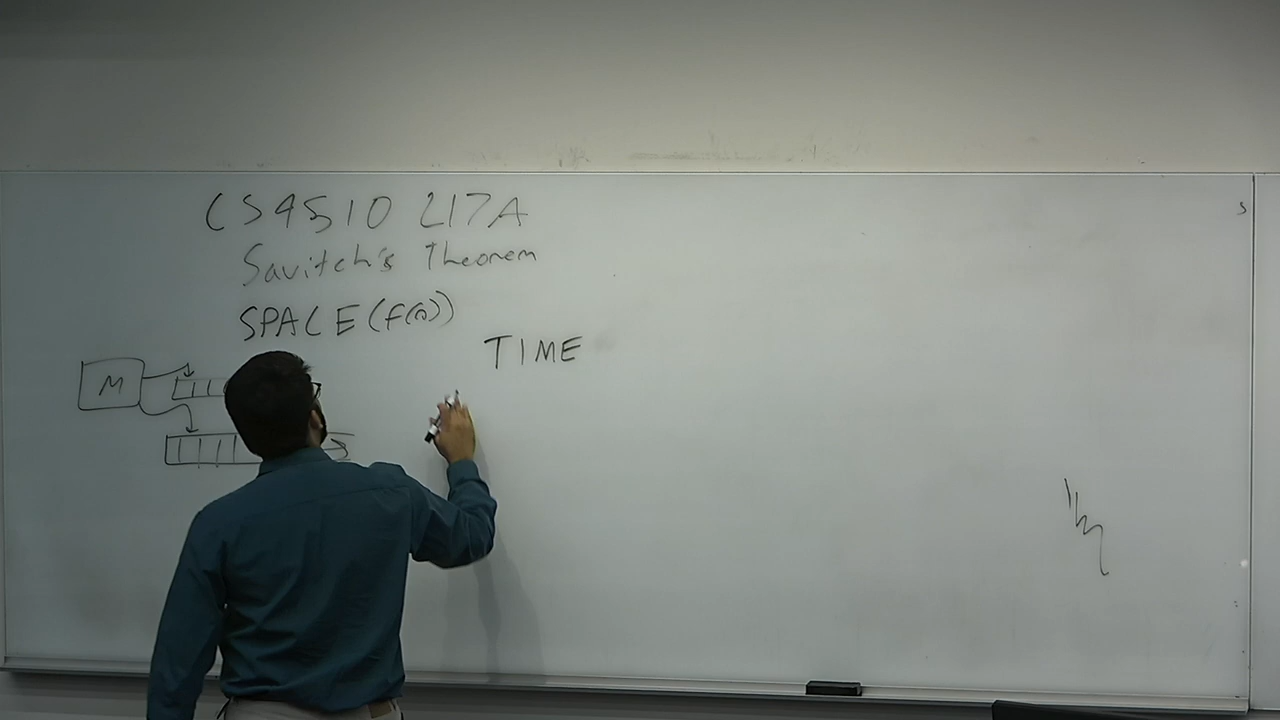 CS4510 L17A
Savitch's Theorem
SPACE(f(n))
TIME
M